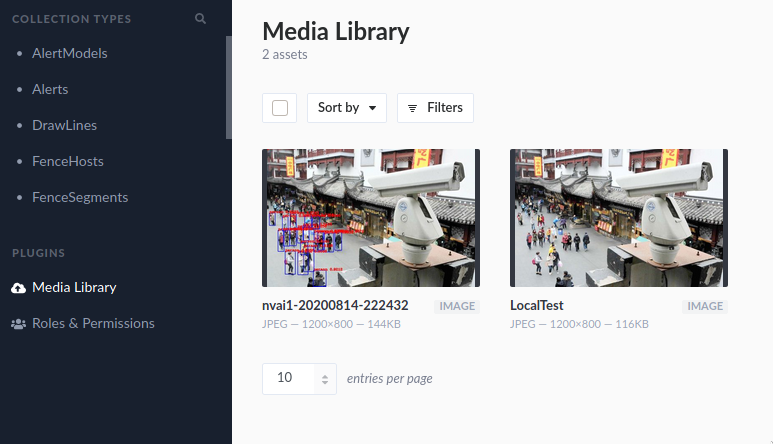 COLLECTION TYPES
AlertModels
Alerts
DrawLines
FenceHosts
FenceSegments
PLUGINS
Media Library
Roles & Permissions
Media Library
2 assets
Sort by
Filters
nvai1-20200814-222432 IMAGE
JPEG — 1200×800 — 144KB
LocalTest IMAGE
JPEG — 1200×800 — 116KB
10 entries per page